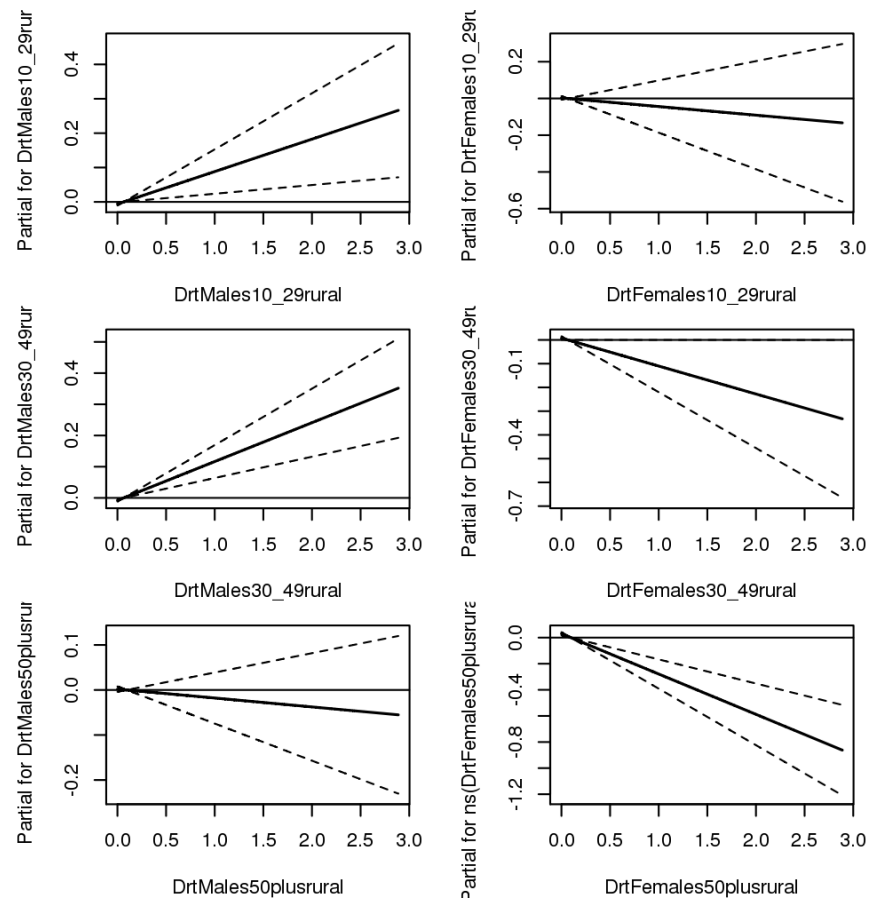 Partial for DrtMales10_29rur
0.0
0.2
0.4
0.0 0.5 1.0 1.5 2.0 2.5 3.0
DrtMales10_29rural
Partial for DrtFemales10_29ru
-0.6
-0.2
0.2
0.0 0.5 1.0 1.5 2.0 2.5 3.0
DrtFemales10_29rural
Partial for DrtMales30_49rur
0.0
0.2
0.4
0.0 0.5 1.0 1.5 2.0 2.5 3.0
DrtMales30_49rural
Partial for DrtFemales30_49ru
-0.7
-0.4
-0.1
0.0 0.5 1.0 1.5 2.0 2.5 3.0
DrtFemales30_49rural
Partial for DrtMales50plusrur
-0.2
0.0
0.1
0.0 0.5 1.0 1.5 2.0 2.5 3.0
DrtMales50plusrural
Partial for ns(DrtFemales50plusrura
-1.2
-0.8
-0.4
0.0
0.0 0.5 1.0 1.5 2.0 2.5 3.0
DrtFemales50plusrural